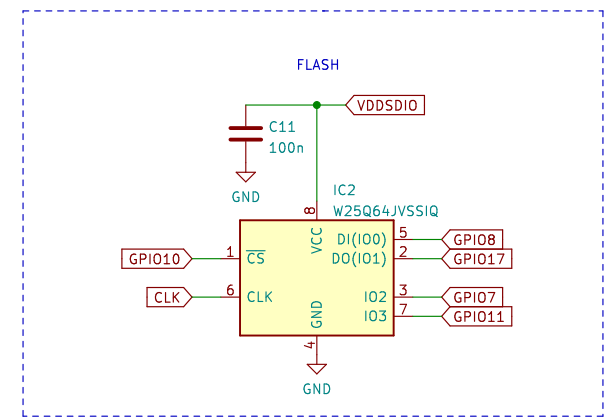 FLASH
VDDSDIO
C11
100n
GND
IC2
W25Q64JVSSIQ
8
VCC
5
DI(IO0)
GPIO8
GPIO10
1
CS
DO(IO1)
2
GPIO17
CLK
6
CLK
IO2
3
GPIO7
GND
IO3
7
GPIO11
4
GND